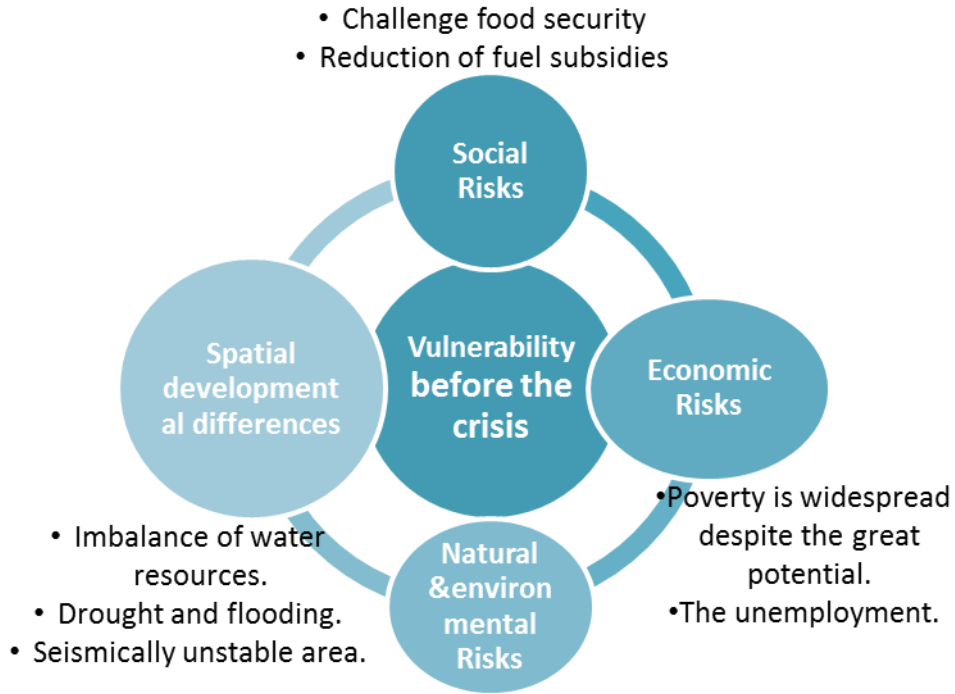 • Challenge food security
• Reduction of fuel subsidies
Social
Risks
Spatial
development
al differences
Vulnerability
before the
crisis
Economic
Risks
• Imbalance of water
resources.
• Drought and flooding.
• Seismically unstable area.
Natural
&environ
mental
Risks
•Poverty is widespread
despite the great
potential.
•The unemployment.